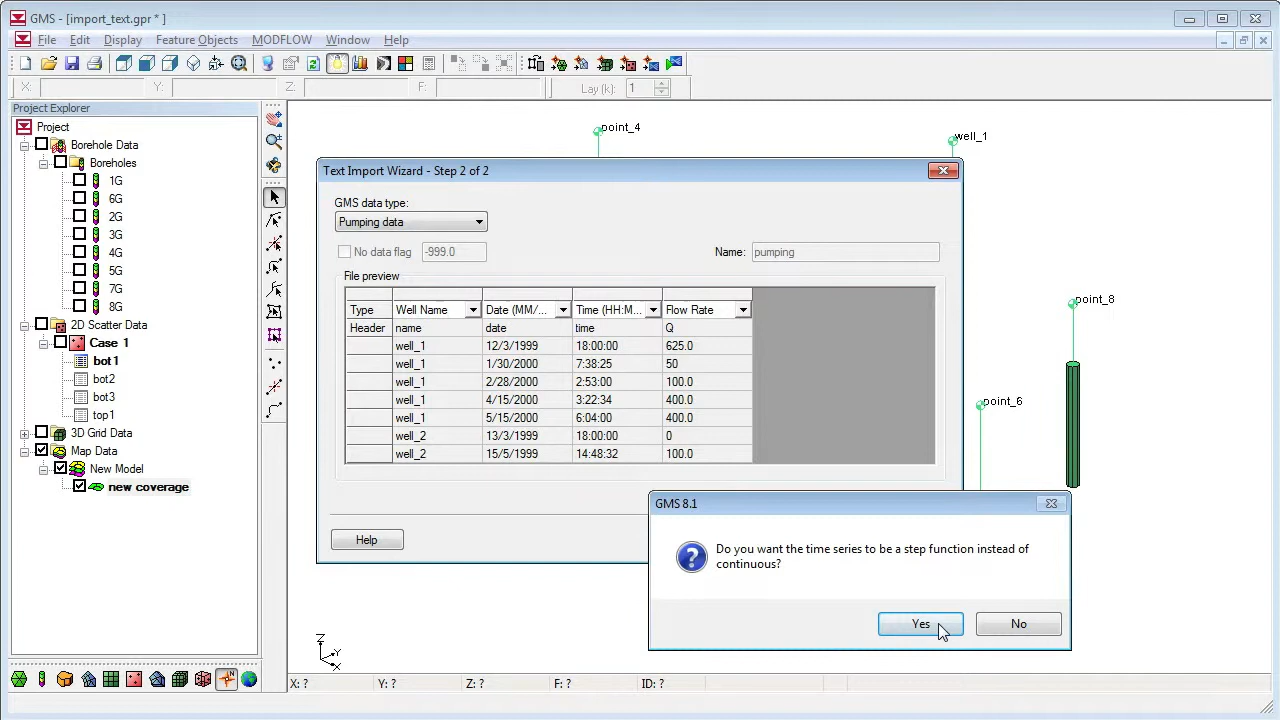 GMS - [import_text.gpr * ]
File Edit Display Feature Objects MODFLOW Window Help
X: Y: Z: F: Lay (k): 1
Project Explorer
Project
Borehole Data
Boreholes
1G
6G
2G
3G
4G
5G
7G
8G
2D Scatter Data
Case 1
bot1
bot2
bot3
top1
3D Grid Data
Map Data
New Model
new coverage
point_4
well_1
point_8
point_6
Text Import Wizard - Step 2 of 2
GMS data type:
Pumping data
No data flag -999.0 Name: pumping
File preview
Type Well Name Date (MM/... Time (HH:M... Flow Rate
Header name date time Q
well_1 12/3/1999 18:00:00 625.0
well_1 1/30/2000 7:38:25 50
well_1 2/28/2000 2:53:00 100.0
well_1 4/15/2000 3:22:34 400.0
well_1 5/15/2000 6:04:00 400.0
well_2 13/3/1999 18:00:00 0
well_2 15/5/1999 14:48:32 100.0
Help
GMS 8.1
Do you want the time series to be a step function instead of
continuous?
Yes No
Z
Y
X
X: ? Y: ? Z: ? F: ? ID: ?